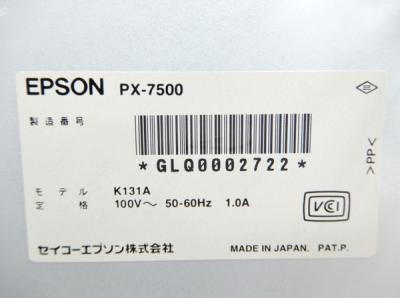 EPSON PX-7500
製造番号
*GLQ0002722*
モデル K131A
定格 100V～ 50-60Hz 1.0A
VCCI
セイコーエプソン株式会社
MADE IN JAPAN. PAT.P.
>PP<